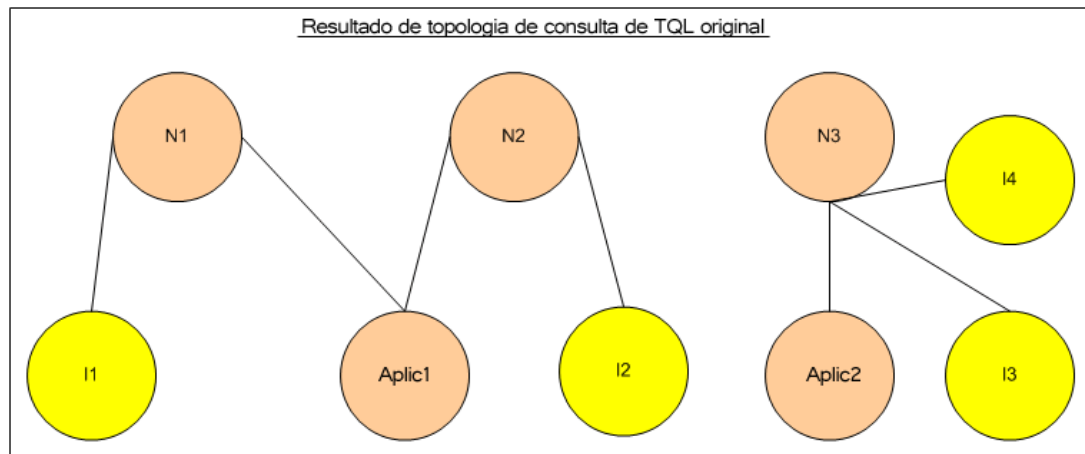 Resultado de topologia de consulta de TQL original
N1
N2
N3
I4
I1
Aplic1
I2
Aplic2
I3